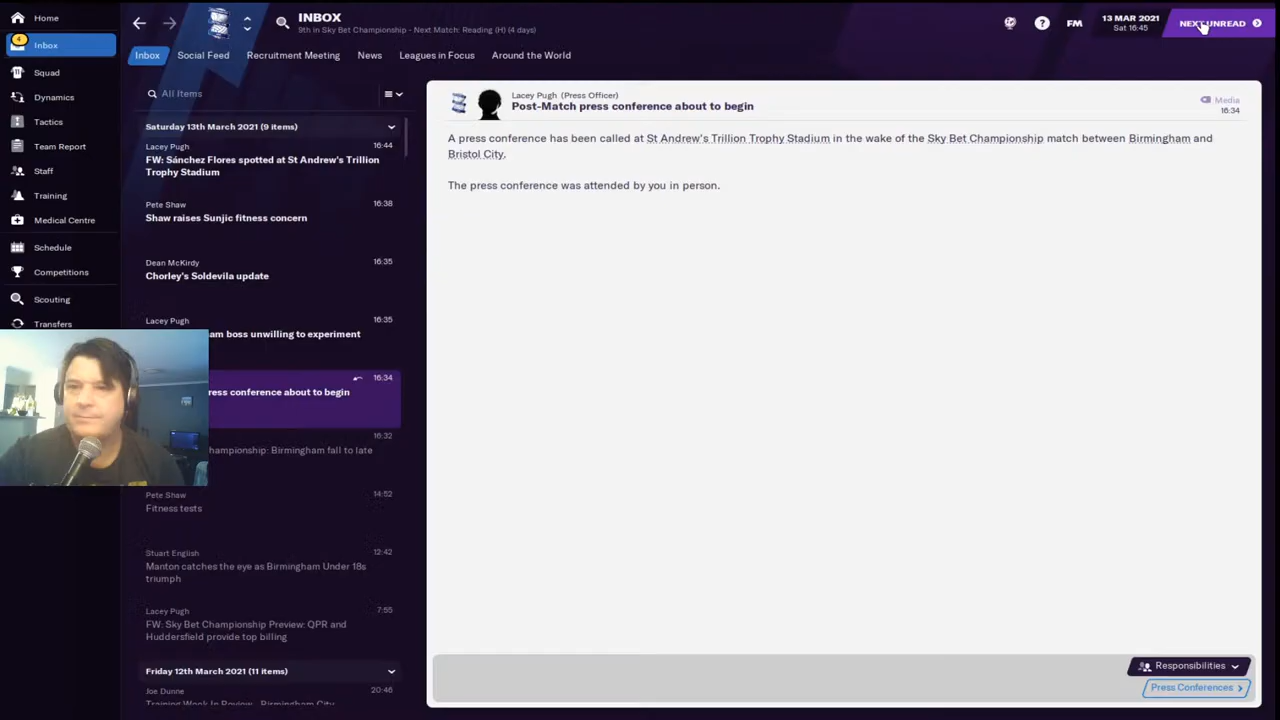 Home
INBOX
9th in Sky Bet Championship - Next Match: Reading (H) (4 days)
FM
13 MAR 2021
Sat 16:45
NEXT UNREAD
4
Inbox
Squad
Dynamics
Tactics
Team Report
Staff
Training
Medical Centre
Schedule
Competitions
Scouting
Transfers
Inbox
Social Feed
Recruitment Meeting
News
Leagues in Focus
Around the World
All Items
Saturday 13th March 2021 (9 items)
Lacey Pugh 16:44
FW: Sánchez Flores spotted at St Andrew's Trillion
Trophy Stadium
Pete Shaw 16:38
Shaw raises Sunjic fitness concern
Dean McKirdy 16:35
Chorley's Soldevila update
Lacey Pugh 16:35
am boss unwilling to experiment
16:34
ress conference about to begin
16:32
hampionship: Birmingham fall to late
Pete Shaw 14:52
Fitness tests
Stuart English 12:42
Manton catches the eye as Birmingham Under 18s
triumph
Lacey Pugh 7:55
FW: Sky Bet Championship Preview: QPR and
Huddersfield provide top billing
Friday 12th March 2021 (11 items)
Joe Dunne 20:46
Training Week In Review - Birmingham City
Lacey Pugh (Press Officer)
Post-Match press conference about to begin
Media
16:34
A press conference has been called at St Andrew's Trillion Trophy Stadium in the wake of the Sky Bet Championship match between Birmingham and
Bristol City.
The press conference was attended by you in person.
Responsibilities
Press Conferences